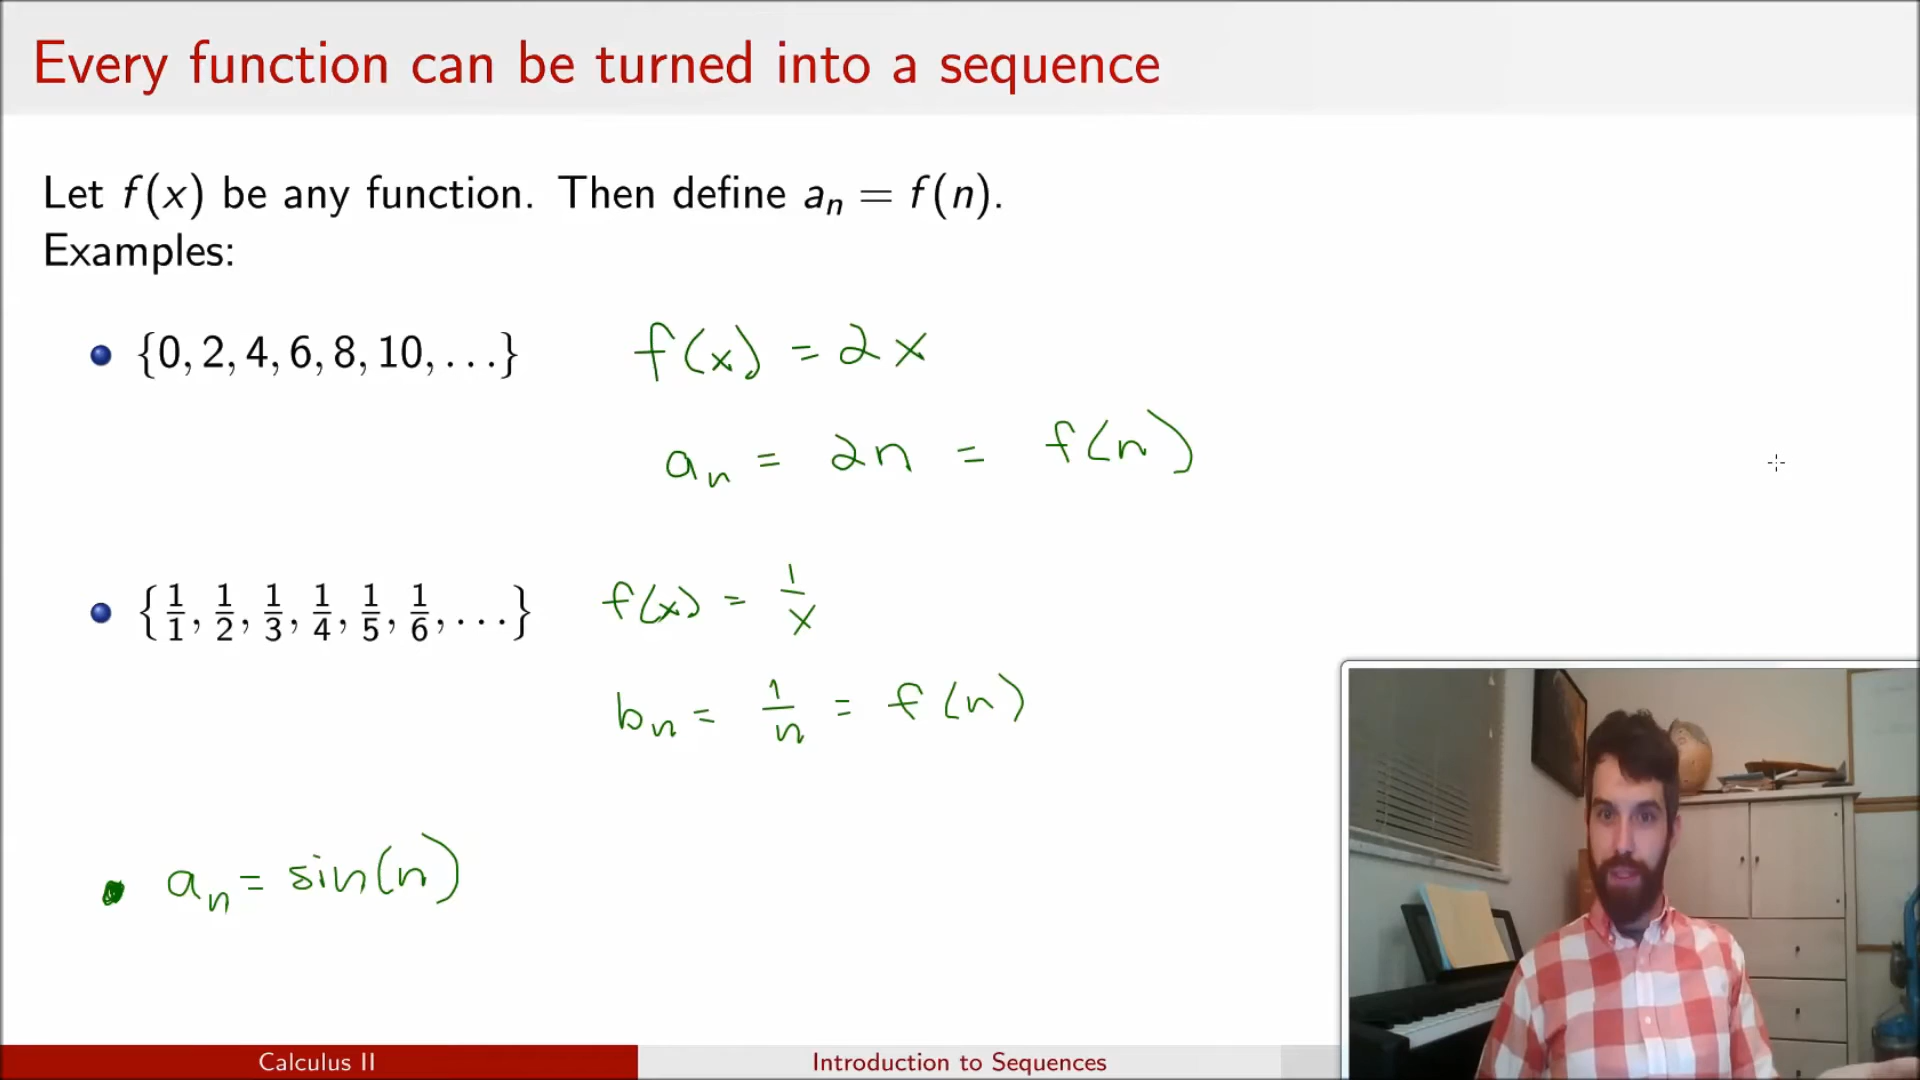 Every function can be turned into a sequence
Let f(x) be any function. Then define aₙ = f(n).
Examples:
{0, 2, 4, 6, 8, 10, . . .}
f(x) = 2x
aₙ = 2n = f(n)
{1/1, 1/2, 1/3, 1/4, 1/5, 1/6, . . .}
f(x) = 1/x
bₙ = 1/n = f(n)
aₙ = sin(n)
Calculus II
Introduction to Sequences